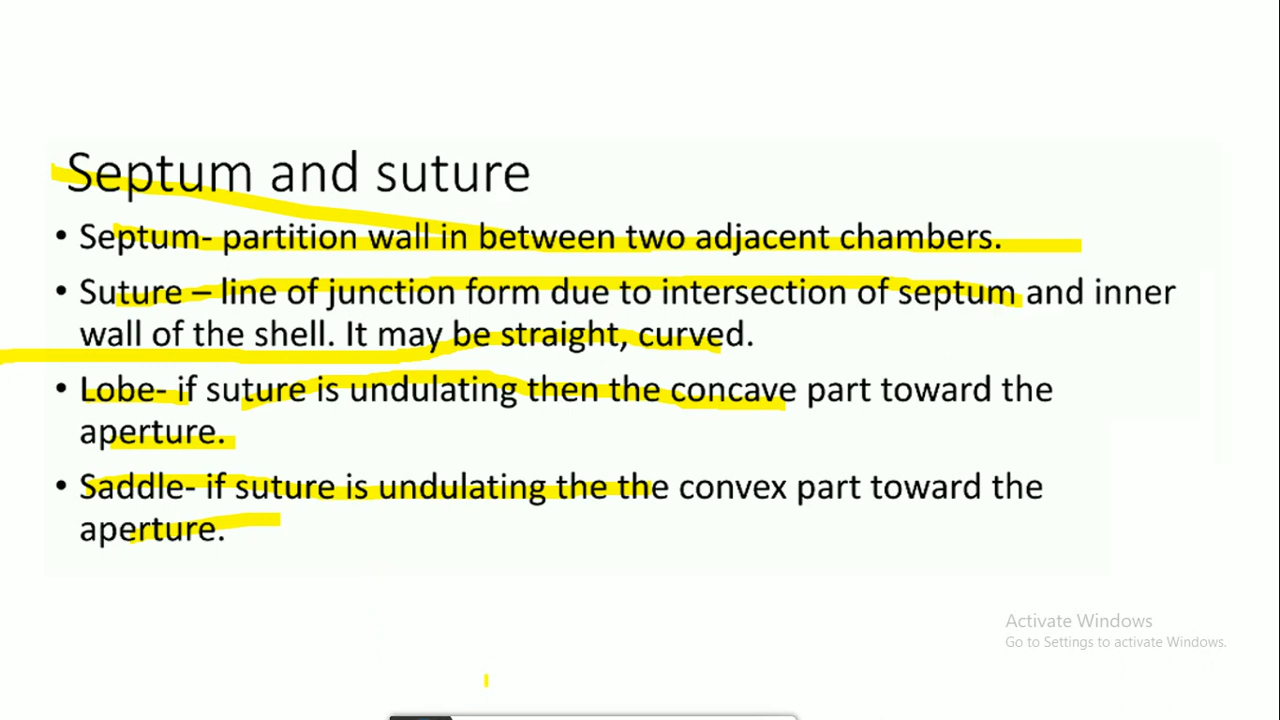 Septum and suture
• Septum- partition wall in between two adjacent chambers.
• Suture – line of junction form due to intersection of septum and inner
wall of the shell. It may be straight, curved.
• Lobe- if suture is undulating then the concave part toward the
aperture.
• Saddle- if suture is undulating the the convex part toward the
aperture.
Activate Windows
Go to Settings to activate Windows.